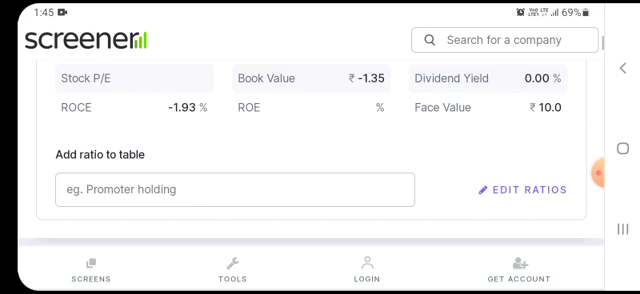 1:45 69%
screener Search for a company
Stock P/E Book Value ₹ -1.35 Dividend Yield 0.00 %
ROCE -1.93 % ROE % Face Value ₹ 10.0
Add ratio to table
eg. Promoter holding EDIT RATIOS
SCREENS TOOLS LOGIN GET ACCOUNT